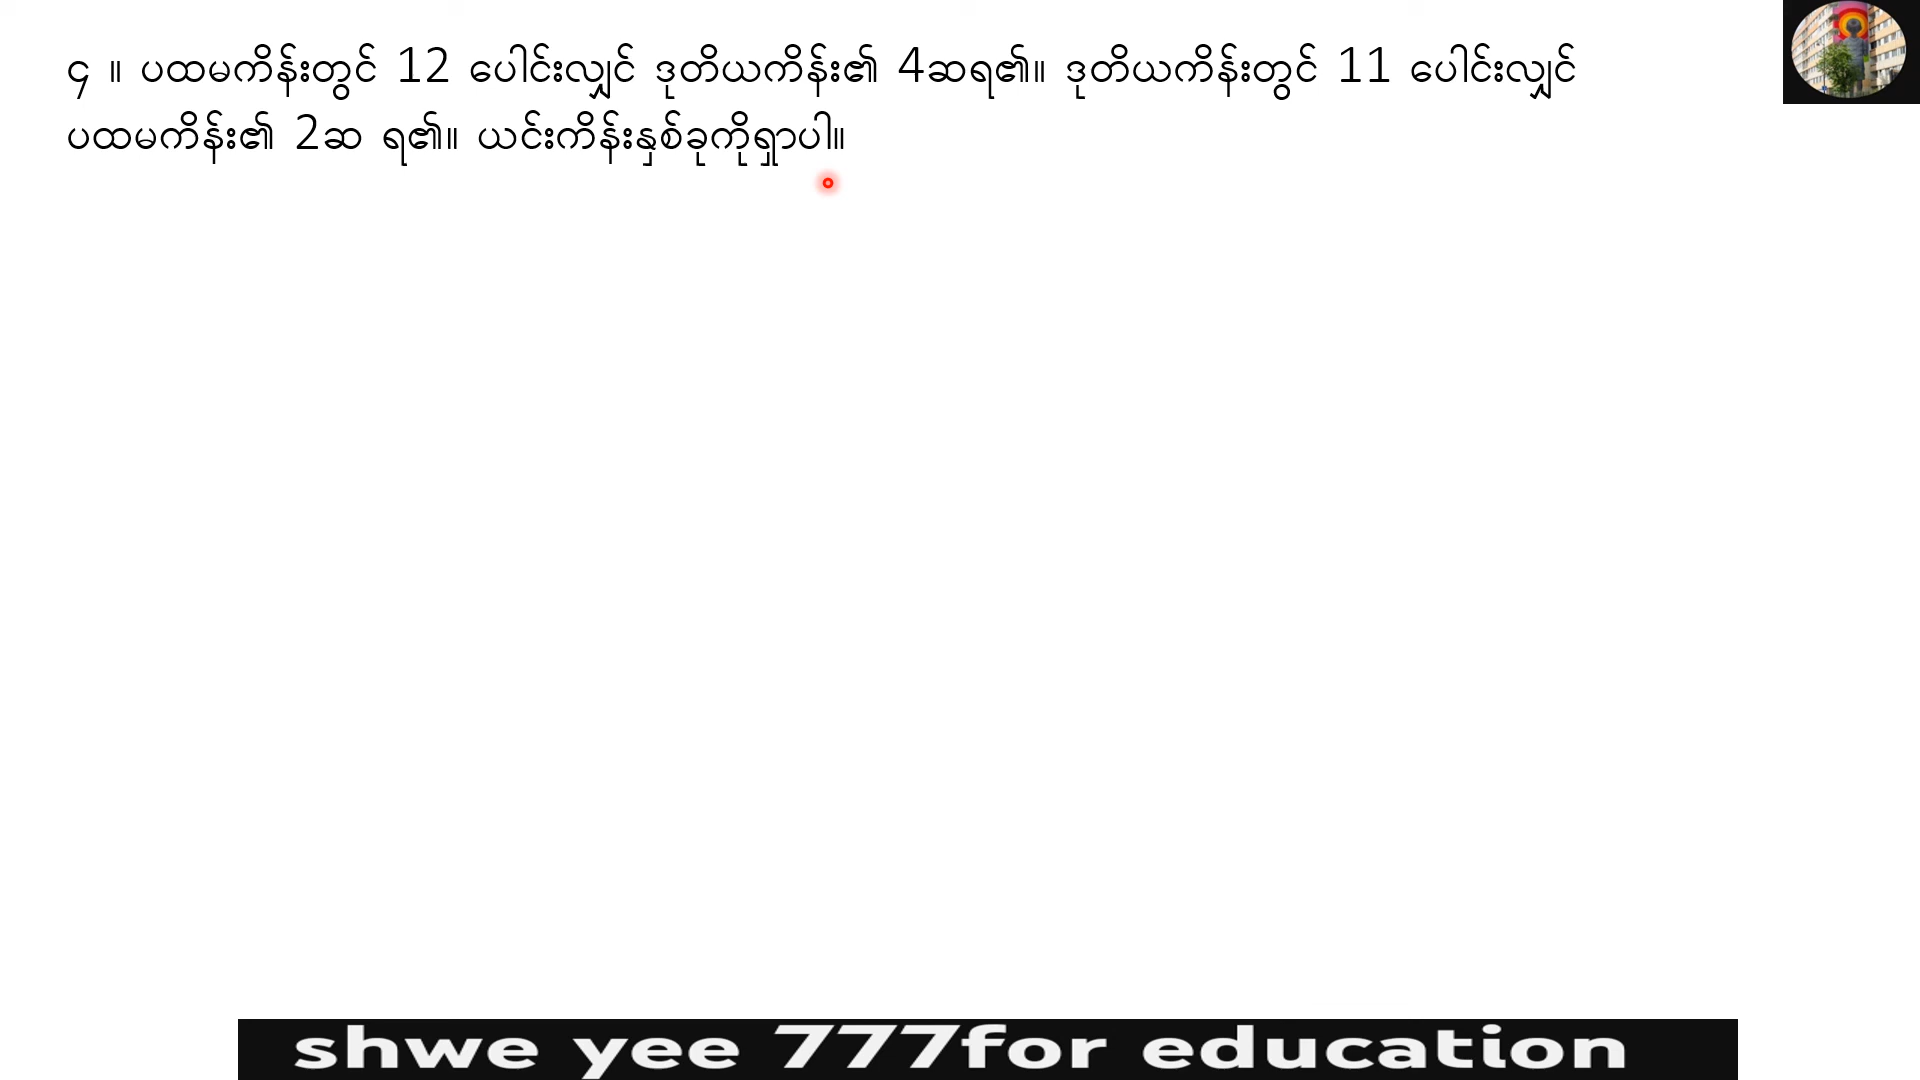 ၄ ။ ပထမကိန်းတွင် 12 ပေါင်းလျှင် ဒုတိယကိန်း၏ 4ဆရ၏။ ဒုတိယကိန်းတွင် 11 ပေါင်းလျှင်
ပထမကိန်း၏ 2ဆ ရ၏။ ယင်းကိန်းနှစ်ခုကိုရှာပါ။
shwe yee 777for education